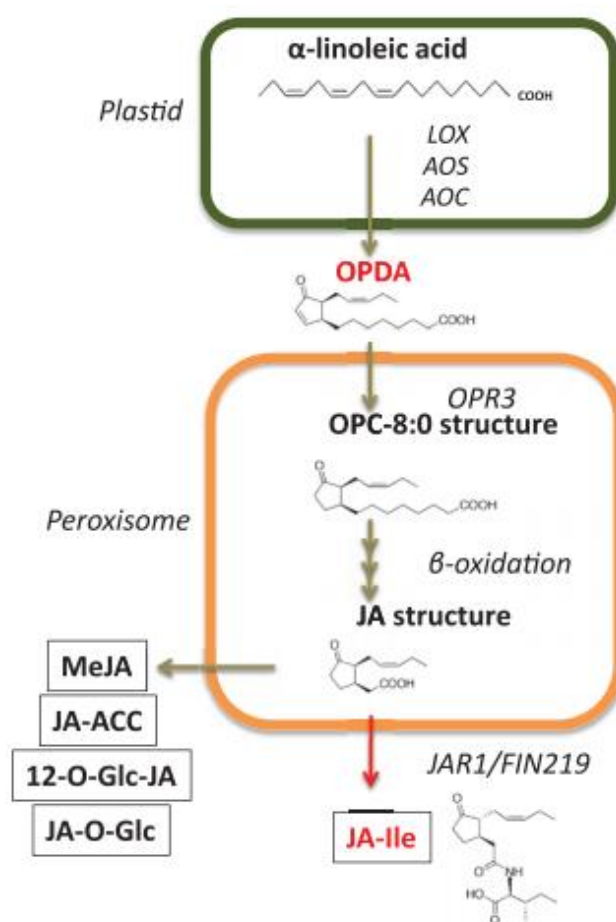 α-linoleic acid
COOH
Plastid
LOX
AOS
AOC
OPDA
O
COOH
OPR3
OPC-8:0 structure
O
COOH
Peroxisome
β-oxidation
JA structure
O
COOH
MeJA
JA-ACC
12-O-Glc-JA
JA-O-Glc
JAR1/FIN219
JA-Ile
O
O
NH
HO
O